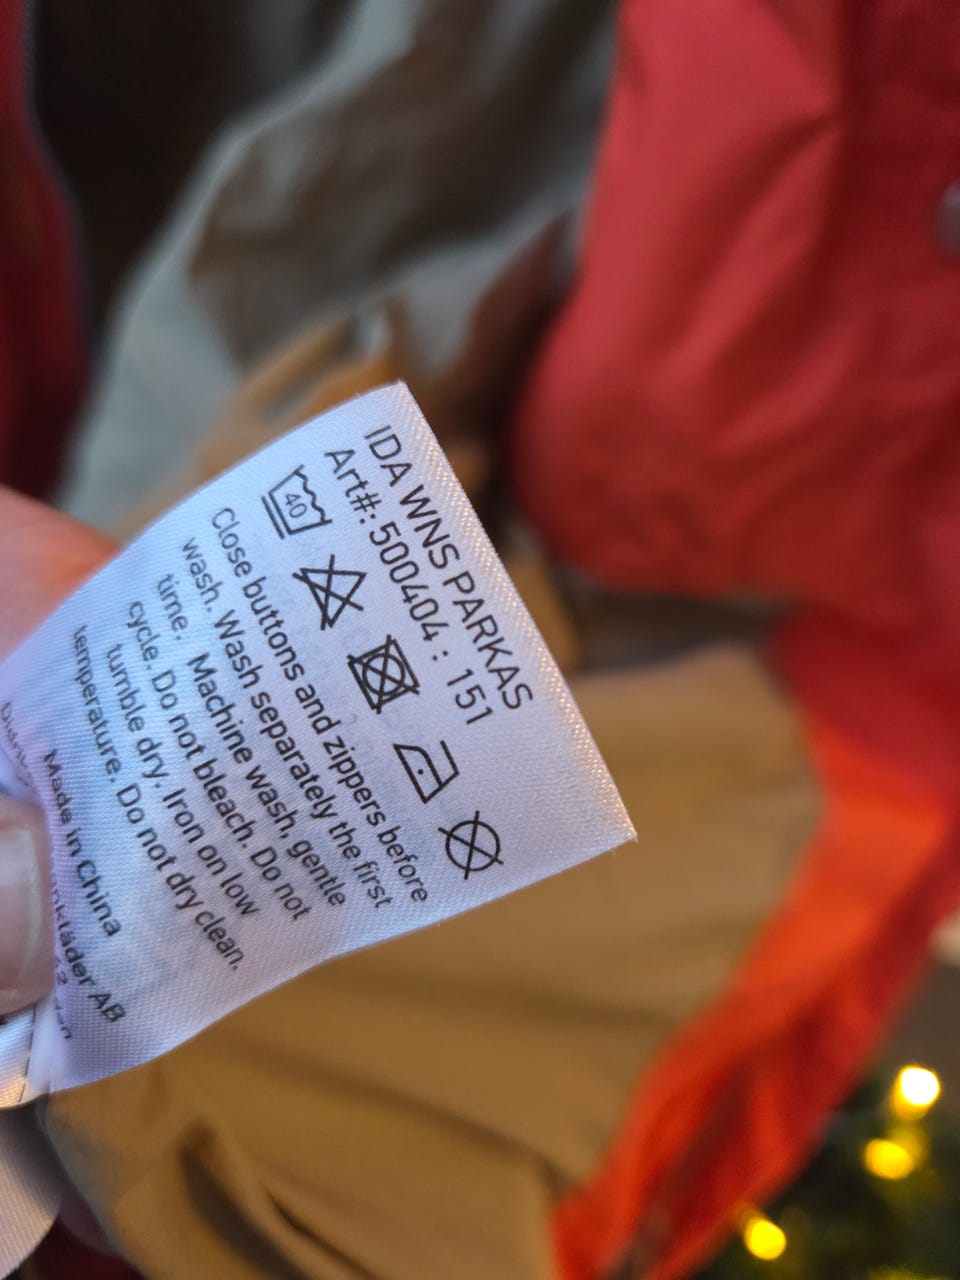 IDA WNS PARKAS
Art#: 500404 : 151
40
Close buttons and zippers before
wash. Wash separately the first
time. Machine wash, gentle
cycle. Do not bleach. Do not
tumble dry. Iron on low
temperature. Do not dry clean.
Made in China
AB